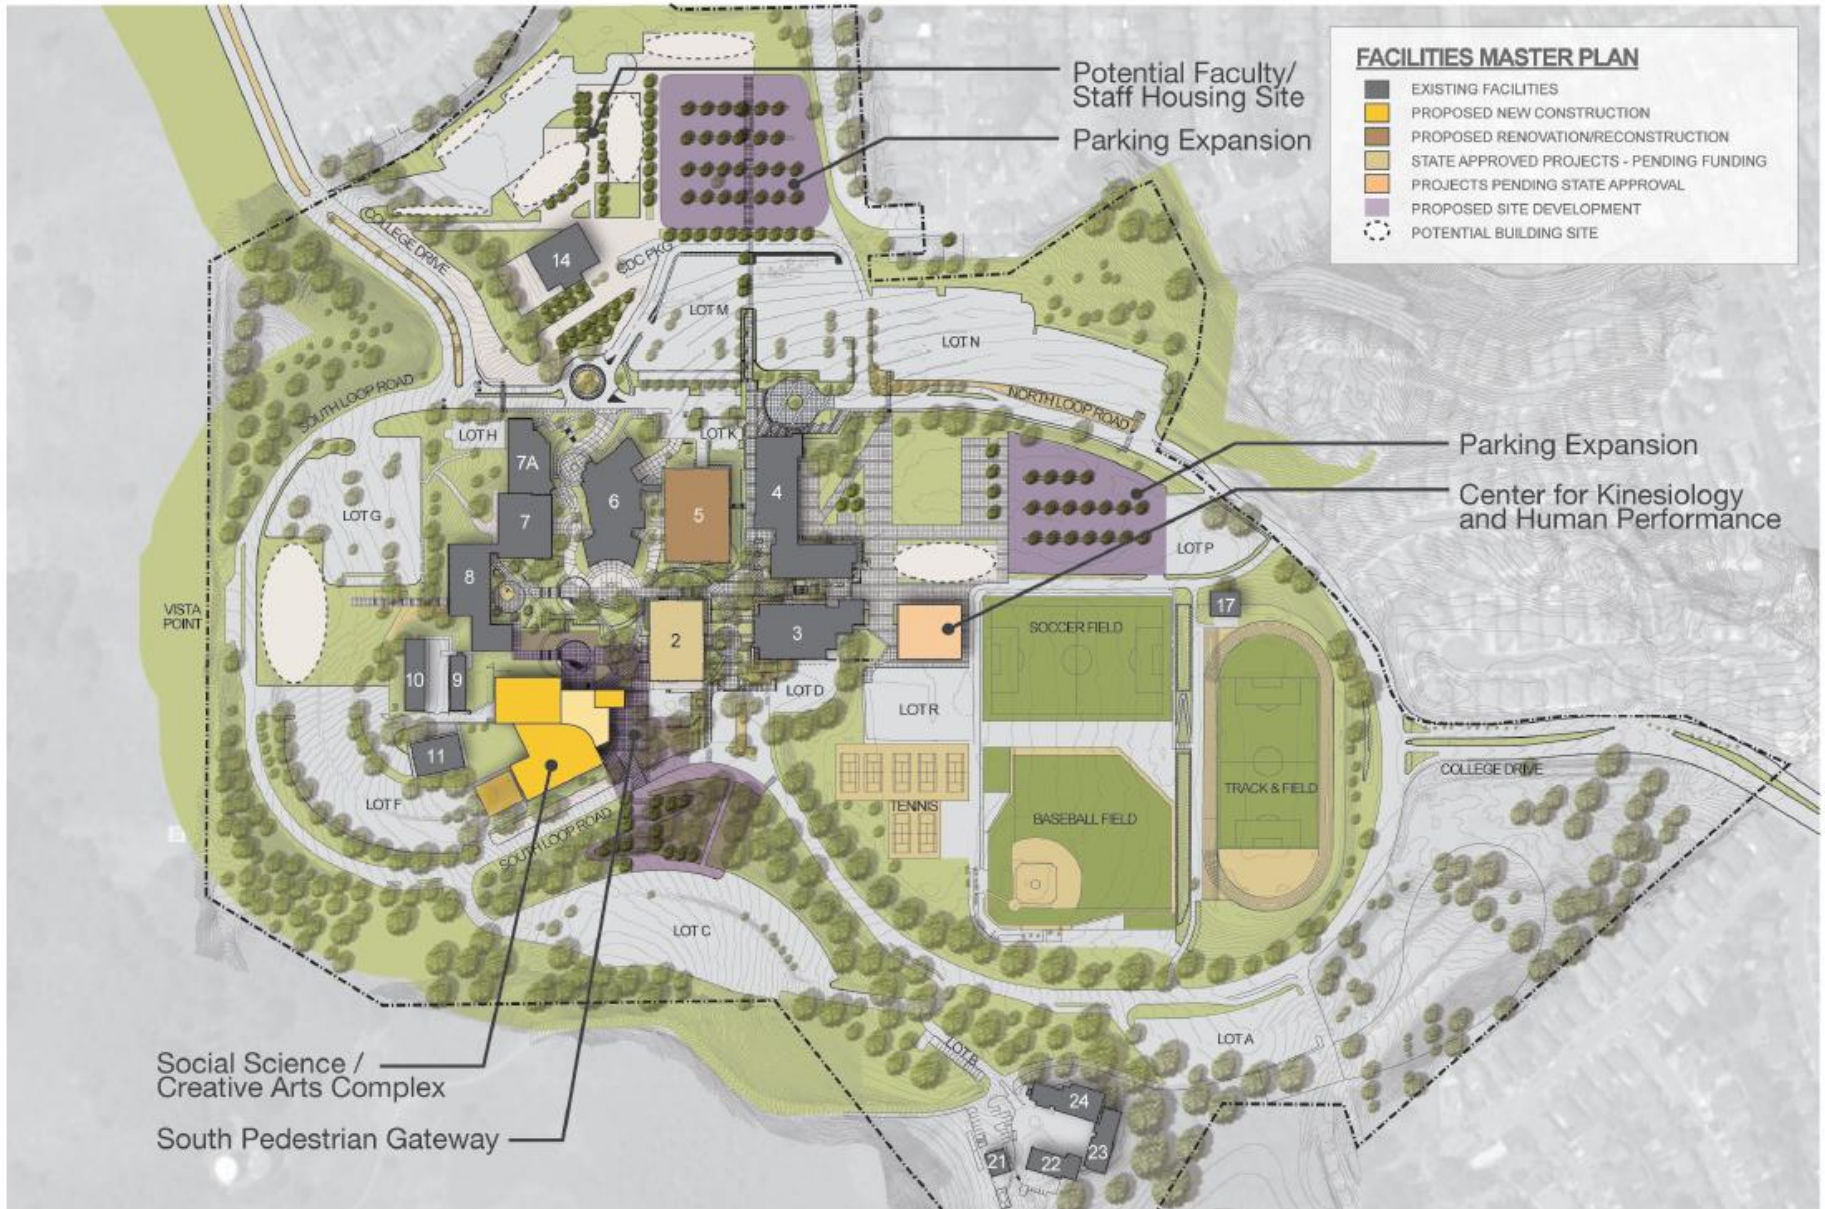 FACILITIES MASTER PLAN
EXISTING FACILITIES
PROPOSED NEW CONSTRUCTION
PROPOSED RENOVATION/RECONSTRUCTION
STATE APPROVED PROJECTS - PENDING FUNDING
PROJECTS PENDING STATE APPROVAL
PROPOSED SITE DEVELOPMENT
POTENTIAL BUILDING SITE
Potential Faculty/
Staff Housing Site
Parking Expansion
COLLEGE DRIVE
14
CDC PKG
LOT M
LOT N
SOUTH LOOP ROAD
NORTH LOOP ROAD
LOT H
LOT K
7A
6
5
4
7
LOT G
Parking Expansion
Center for Kinesiology
and Human Performance
LOT P
8
VISTA
POINT
2
3
17
SOCCER FIELD
10
9
LOT D
LOT R
11
LOT F
SOUTH LOOP ROAD
TENNIS
BASEBALL FIELD
TRACK & FIELD
COLLEGE DRIVE
LOT C
LOT B
LOT A
Social Science /
Creative Arts Complex
South Pedestrian Gateway
24
23
22
21